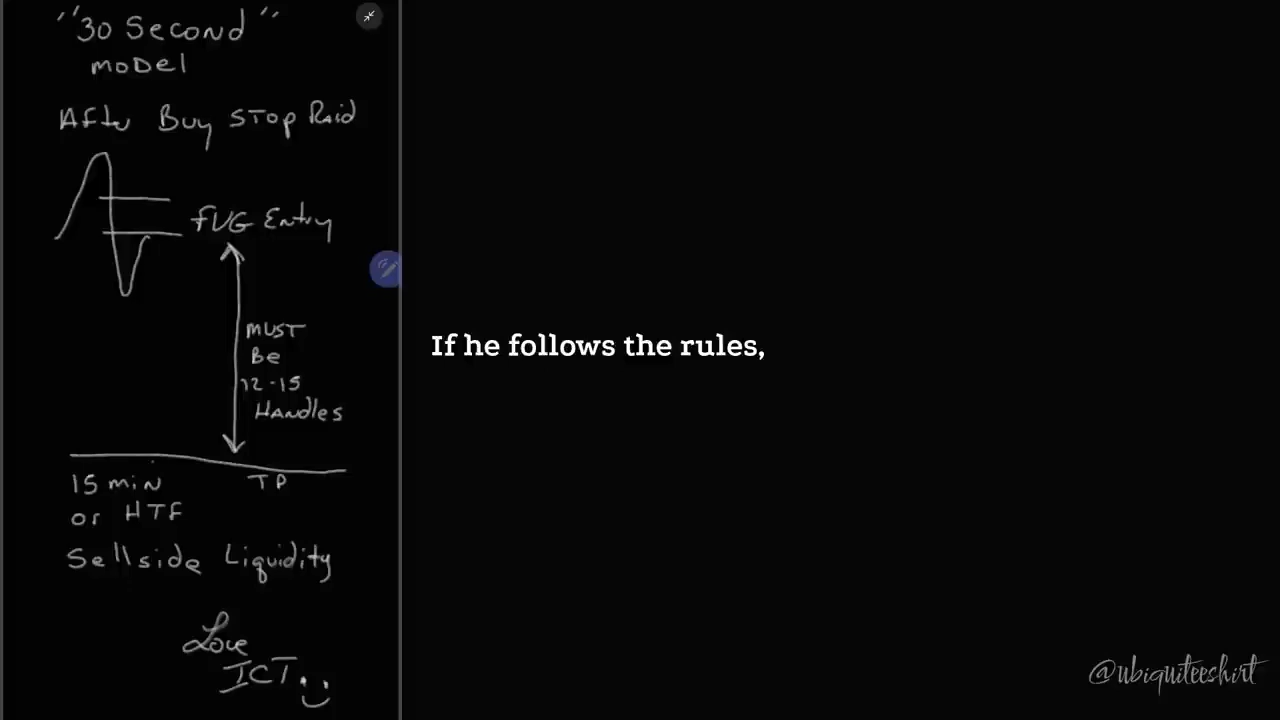 "30 Second"
moDel
After Buy STop Raid
FVG Entry
MUST
Be
12-15
HAndles
15 min
TP
or HTF
Sellside Liquidity
Love
ICT
If he follows the rules,
@ubiquiteeshirt